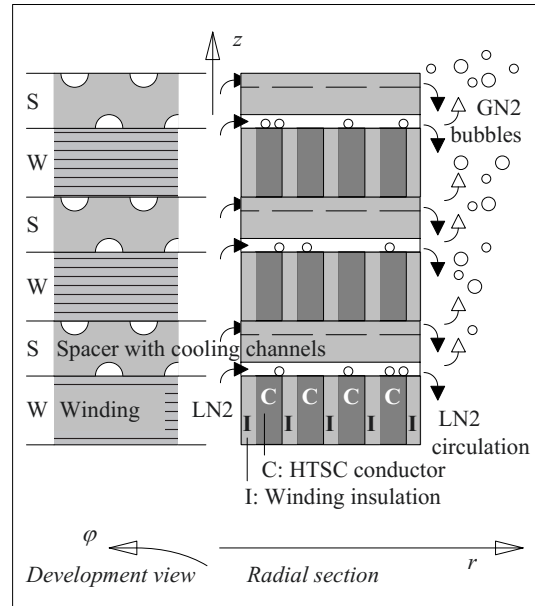 z
S
GN2
bubbles
W
S
W
S
Spacer with cooling channels
W
Winding
LN2
C C C C
I I I I I
LN2
circulation
C: HTSC conductor
I: Winding insulation
φ
r
Development view
Radial section